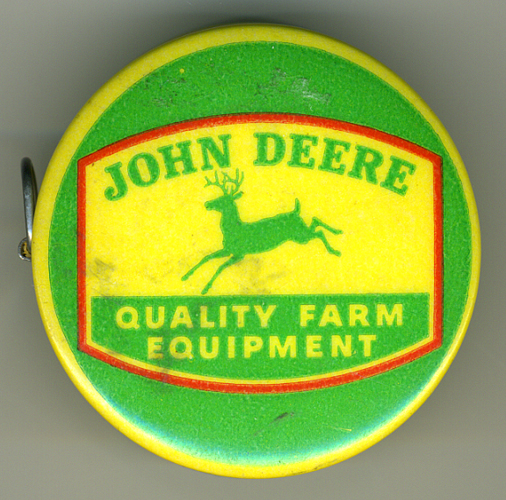 JOHN DEERE
QUALITY FARM
EQUIPMENT